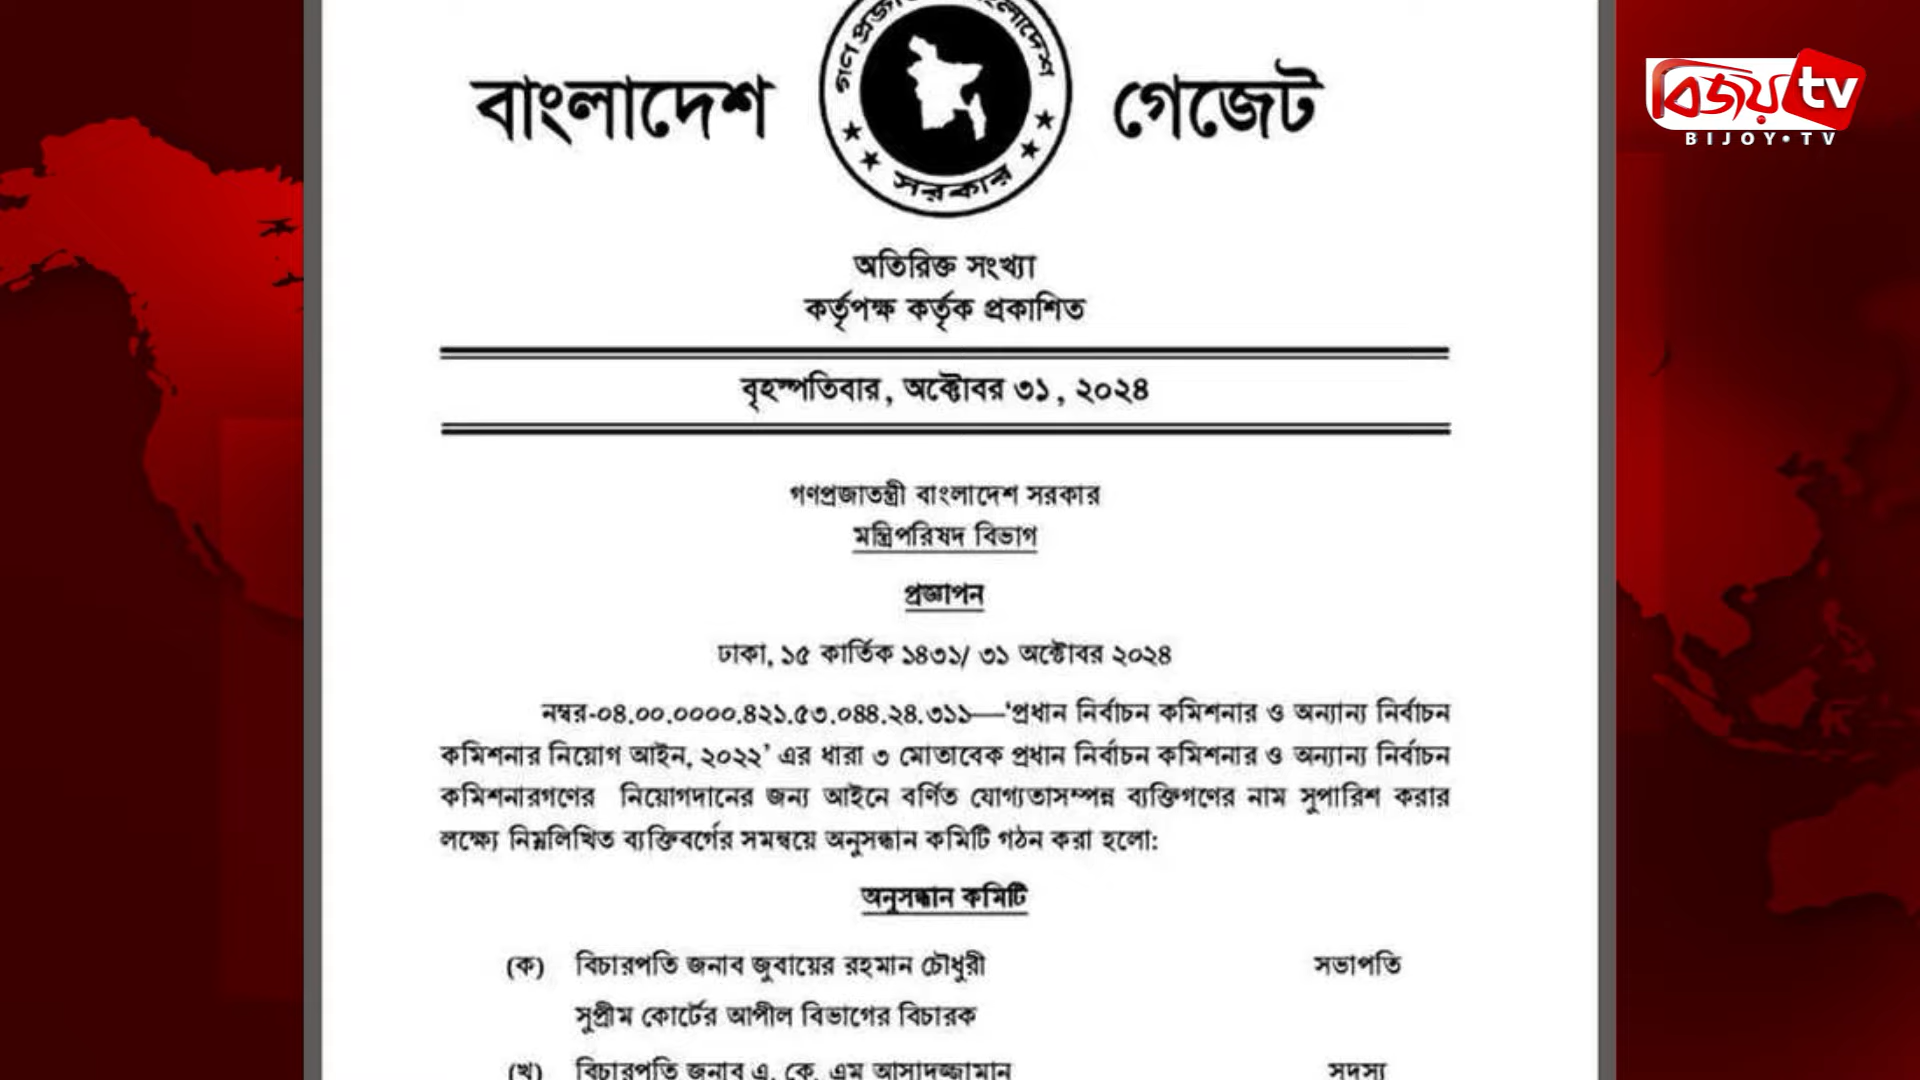 বাংলাদেশ গেজেট
সরকার
অতিরিক্ত সংখ্যা
কর্তৃপক্ষ কর্তৃক প্রকাশিত
বৃহস্পতিবার, অক্টোবর ৩১, ২০২৪
গণপ্রজাতন্ত্রী বাংলাদেশ সরকার
মন্ত্রিপরিষদ বিভাগ
প্রজ্ঞাপন
ঢাকা, ১৫ কার্তিক ১৪৩১/ ৩১ অক্টোবর ২০২৪
নম্বর-০৪.০০.০০০০.৪২১.৫৩.০৪৪.২৪.৩১১—‘প্রধান নির্বাচন কমিশনার ও অন্যান্য নির্বাচন
কমিশনার নিয়োগ আইন, ২০২২’ এর ধারা ৩ মোতাবেক প্রধান নির্বাচন কমিশনার ও অন্যান্য নির্বাচন
কমিশনারগণের নিয়োগদানের জন্য আইনে বর্ণিত যোগ্যতাসম্পন্ন ব্যক্তিগণের নাম সুপারিশ করার
লক্ষ্যে নিম্নলিখিত ব্যক্তিবর্গের সমন্বয়ে অনুসন্ধান কমিটি গঠন করা হলো:
অনুসন্ধান কমিটি
(ক) বিচারপতি জনাব জুবায়ের রহমান চৌধুরী সভাপতি
সুপ্রীম কোর্টের আপীল বিভাগের বিচারক
(খ) বিচারপতি জনাব এ. কে. এম আসাদুজ্জামান সদস্য
বিজয় tv
BIJOY•TV